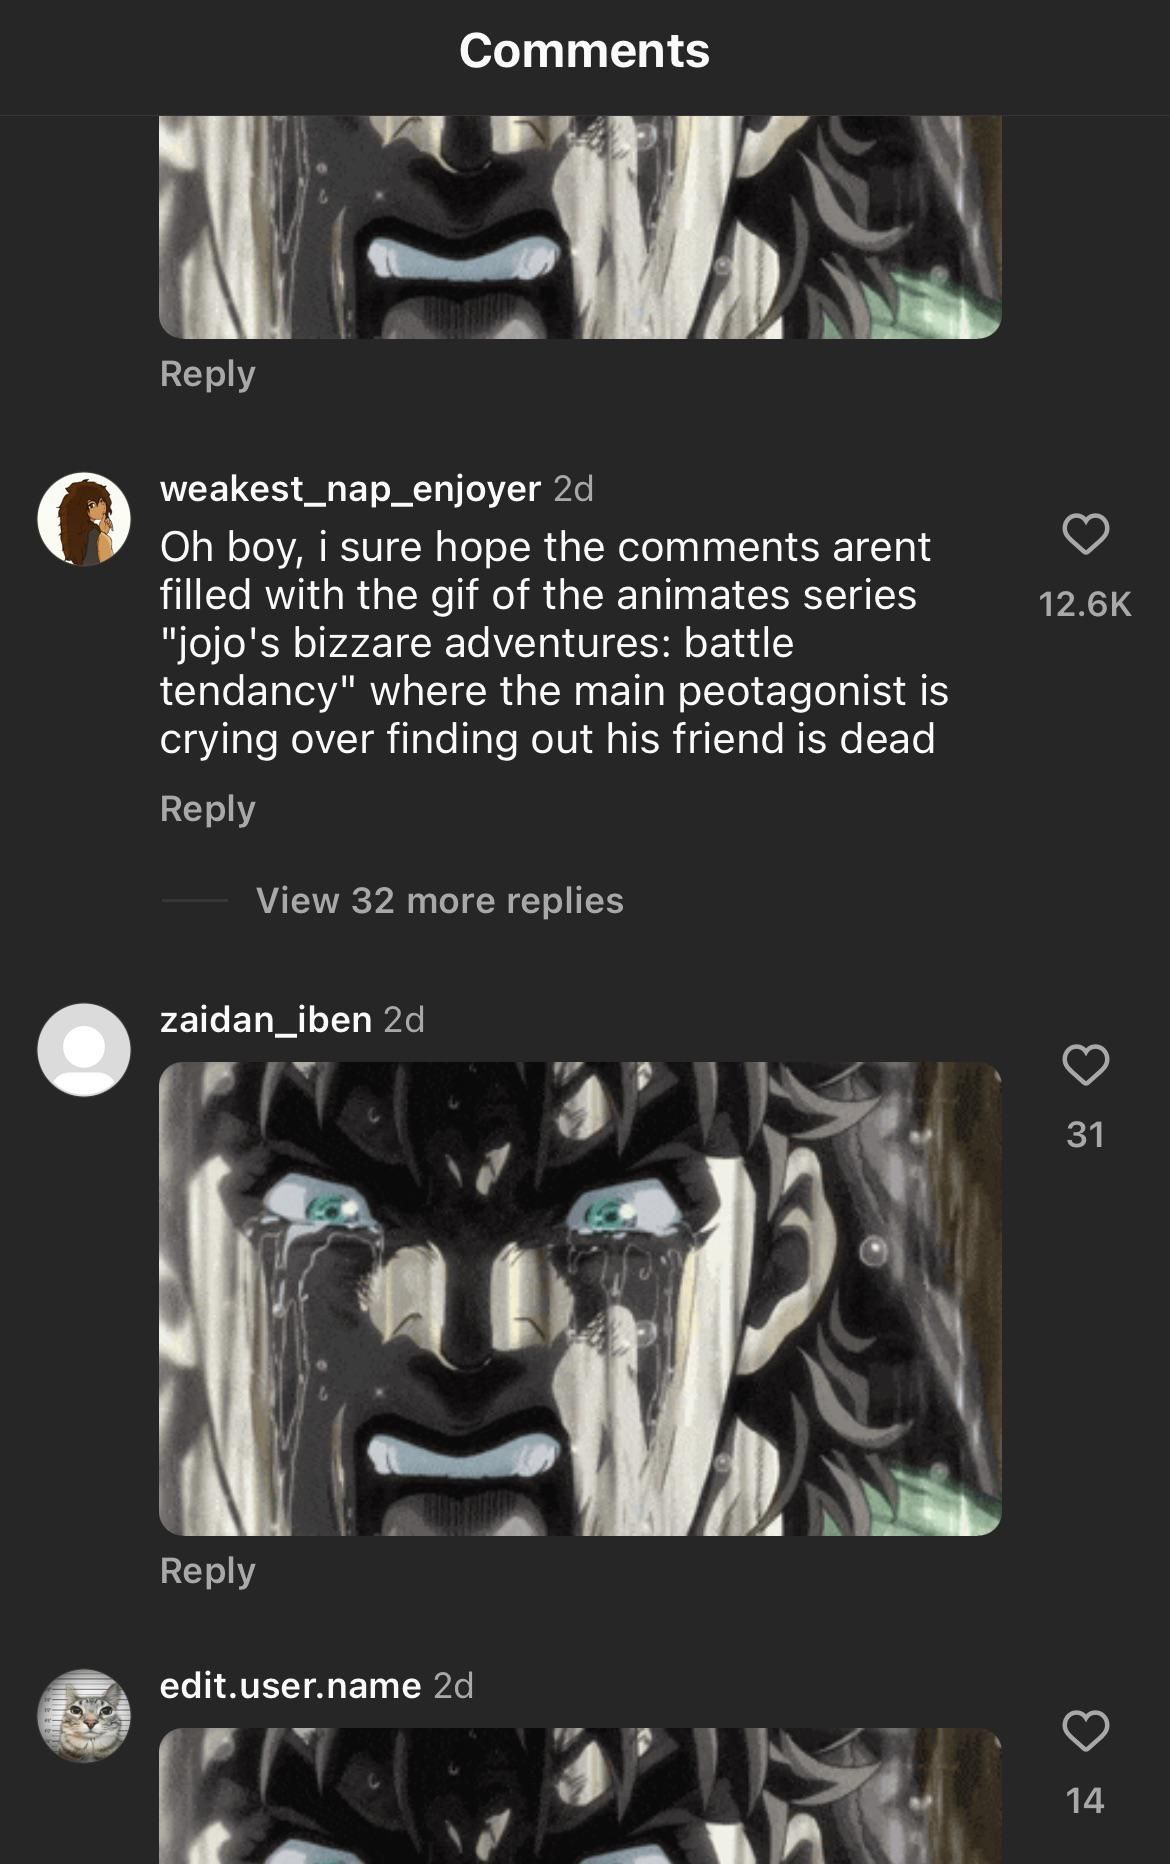 Comments
Reply
weakest_nap_enjoyer 2d
Oh boy, i sure hope the comments arent
filled with the gif of the animates series
"jojo's bizzare adventures: battle
tendancy" where the main peotagonist is
crying over finding out his friend is dead
12.6K
Reply
View 32 more replies
zaidan_iben 2d
31
Reply
edit.user.name 2d
14